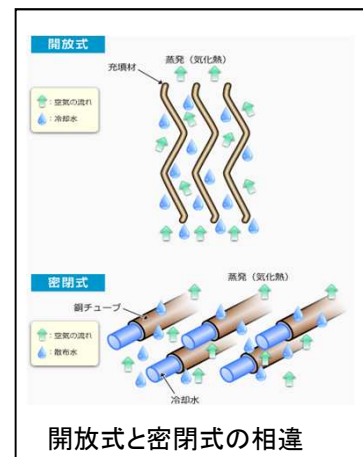 開放式
蒸発（気化熱）
充填材
：空気の流れ
：冷却水
密閉式
蒸発（気化熱）
銅チューブ
：空気の流れ
：散布水
冷却水
開放式と密閉式の相違